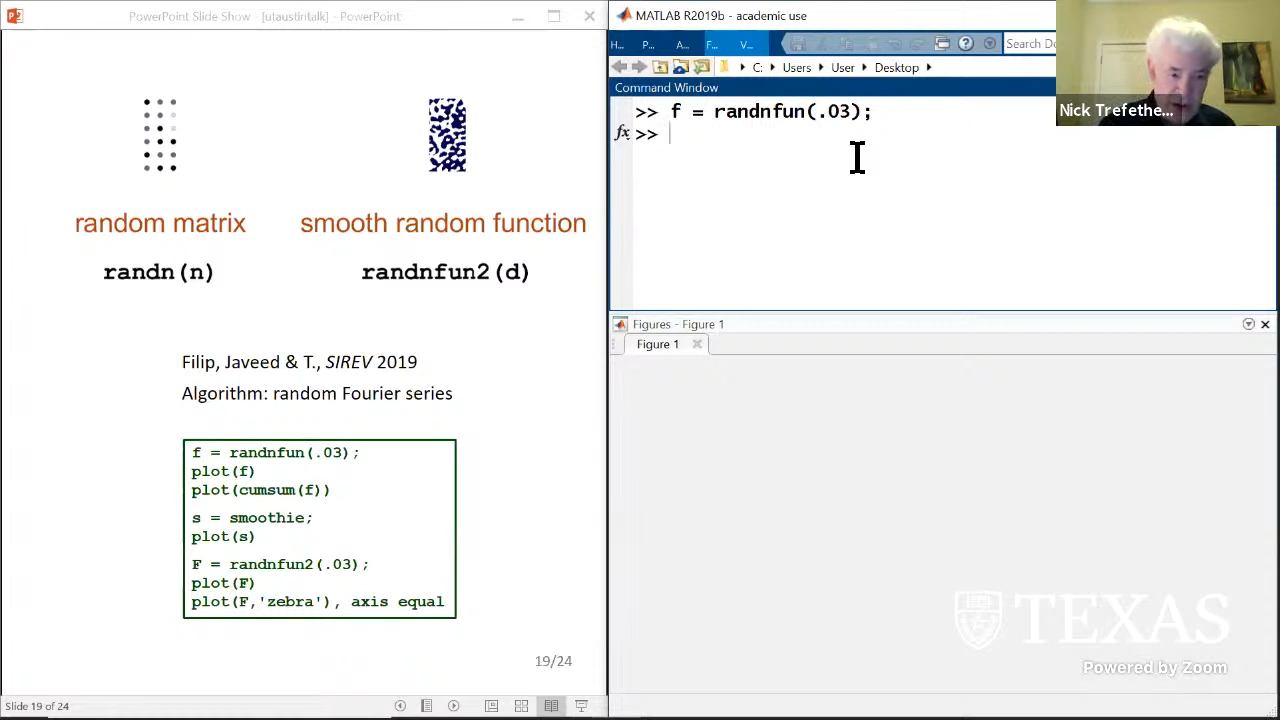 PowerPoint Slide Show - [utaustintalk] - PowerPoint
random matrix
smooth random function
randn(n)
randnfun2(d)
Filip, Javeed & T., SIREV 2019
Algorithm: random Fourier series
f = randnfun(.03);
plot(f)
plot(cumsum(f))
s = smoothie;
plot(s)
F = randnfun2(.03);
plot(F)
plot(F,'zebra'), axis equal
19/24
Slide 19 of 24
MATLAB R2019b - academic use
H... P... A... F... V...
Search Do
C: Users User Desktop
Command Window
>> f = randnfun(.03);
fx >>
Nick Trefethe...
Figures - Figure 1
Figure 1
TEXAS
Powered by Zoom